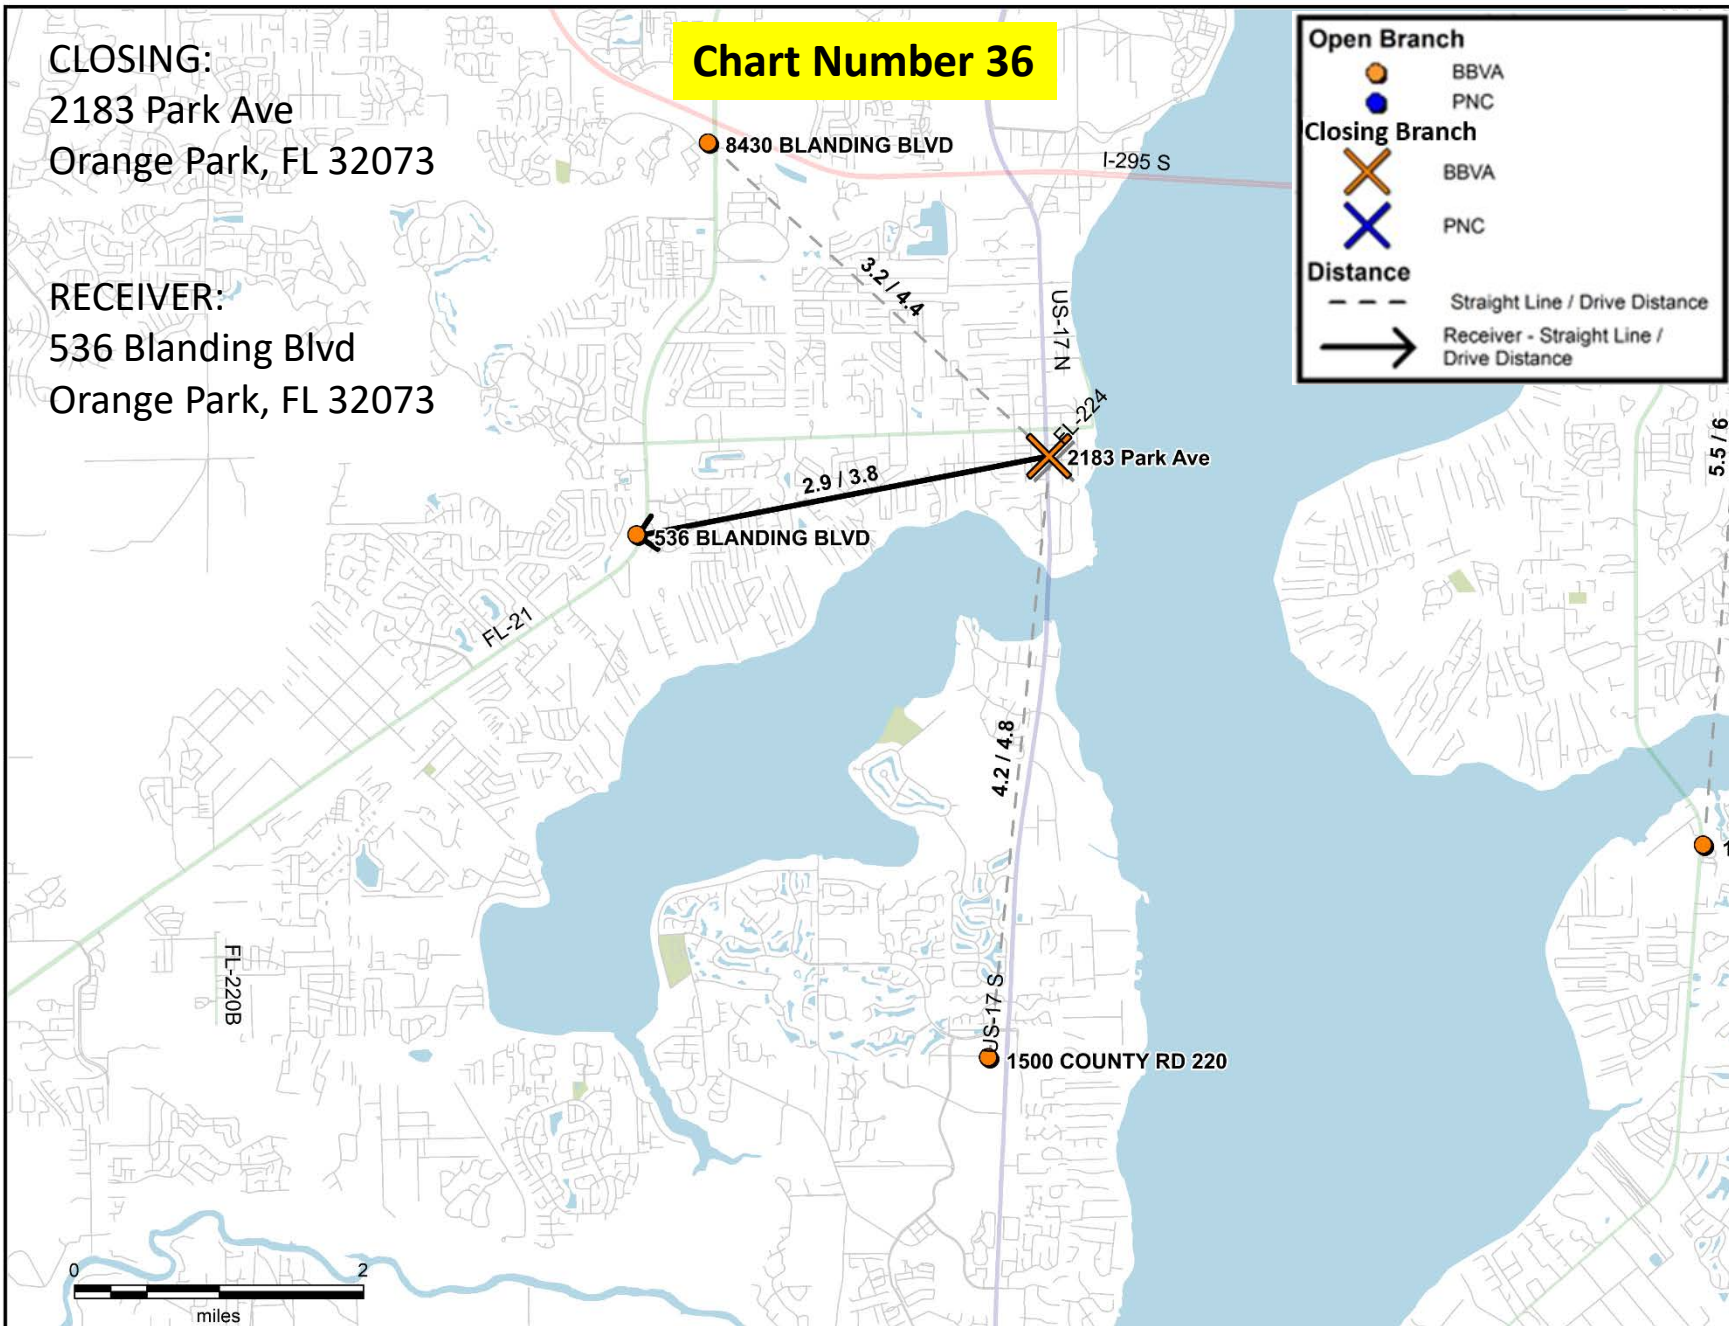 CLOSING:
2183 Park Ave
Orange Park, FL 32073
RECEIVER:
536 Blanding Blvd
Orange Park, FL 32073
Chart Number 36
Open Branch
BBVA
PNC
Closing Branch
BBVA
PNC
Distance
Straight Line / Drive Distance
Receiver - Straight Line /
Drive Distance
8430 BLANDING BLVD
I-295 S
3.2 / 4.4
US-17 N
FL-224
2183 Park Ave
5.5 / 6
2.9 / 3.8
536 BLANDING BLVD
FL-21
4.2 / 4.8
1
FL-220B
US-17 S
1500 COUNTY RD 220
0 2
miles